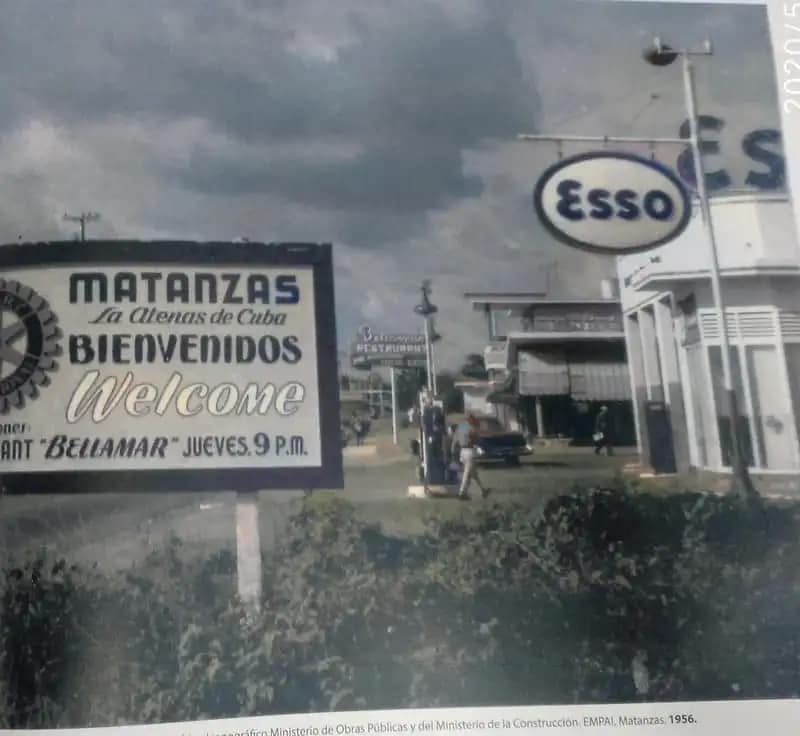 MATANZAS
La Atenas de Cuba
BIENVENIDOS
Welcome
ANT "BELLAMAR" JUEVES. 9 P.M.
RESTAURANT
Esso
Es
Ministerio de Obras Públicas y del Ministerio de la Construcción. EMPAI, Matanzas. 1956.
2020/5